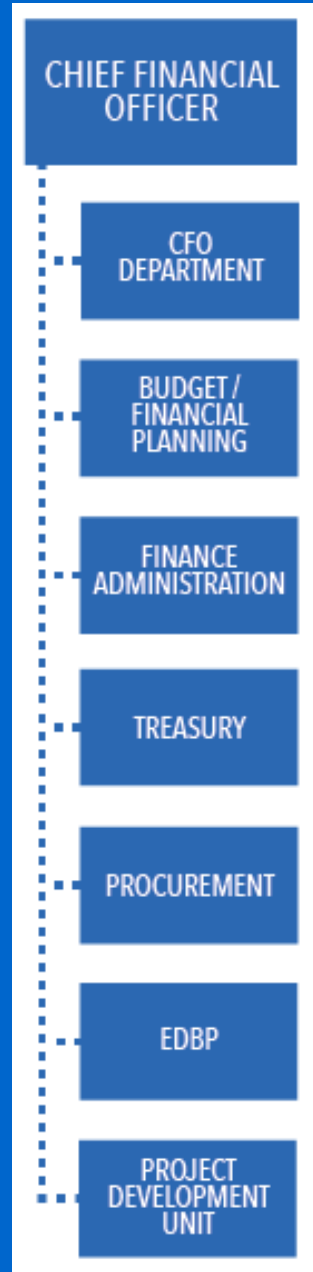 CHIEF FINANCIAL
OFFICER
CFO
DEPARTMENT
BUDGET /
FINANCIAL
PLANNING
FINANCE
ADMINISTRATION
TREASURY
PROCUREMENT
EDBP
PROJECT
DEVELOPMENT
UNIT